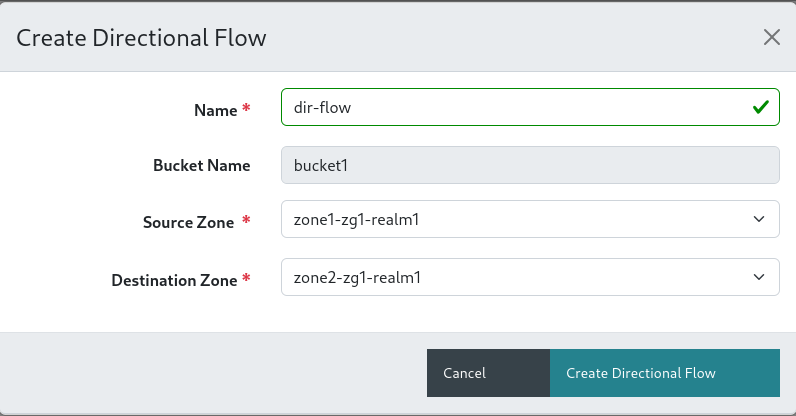 Create Directional Flow
Name *
dir-flow
Bucket Name
bucket1
Source Zone *
zone1-zg1-realm1
Destination Zone *
zone2-zg1-realm1
Cancel
Create Directional Flow